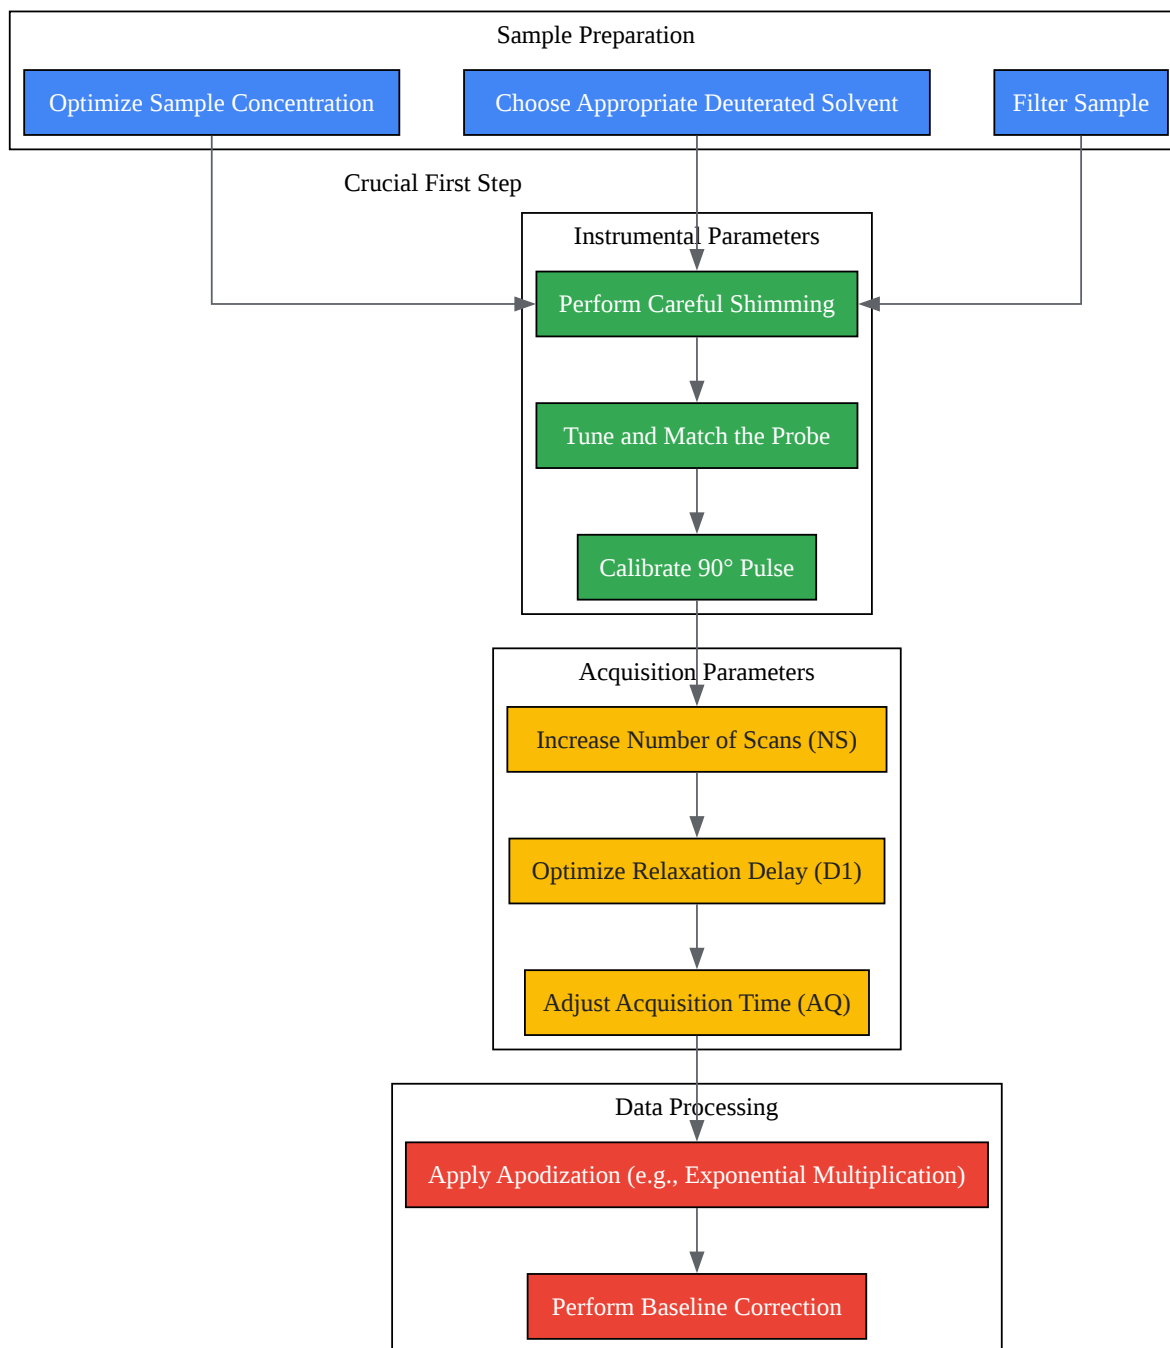 Sample Preparation
Optimize Sample Concentration
Choose Appropriate Deuterated Solvent
Filter Sample
Crucial First Step
Instrumental Parameters
Perform Careful Shimming
Tune and Match the Probe
Calibrate 90° Pulse
Acquisition Parameters
Increase Number of Scans (NS)
Optimize Relaxation Delay (D1)
Adjust Acquisition Time (AQ)
Data Processing
Apply Apodization (e.g., Exponential Multiplication)
Perform Baseline Correction